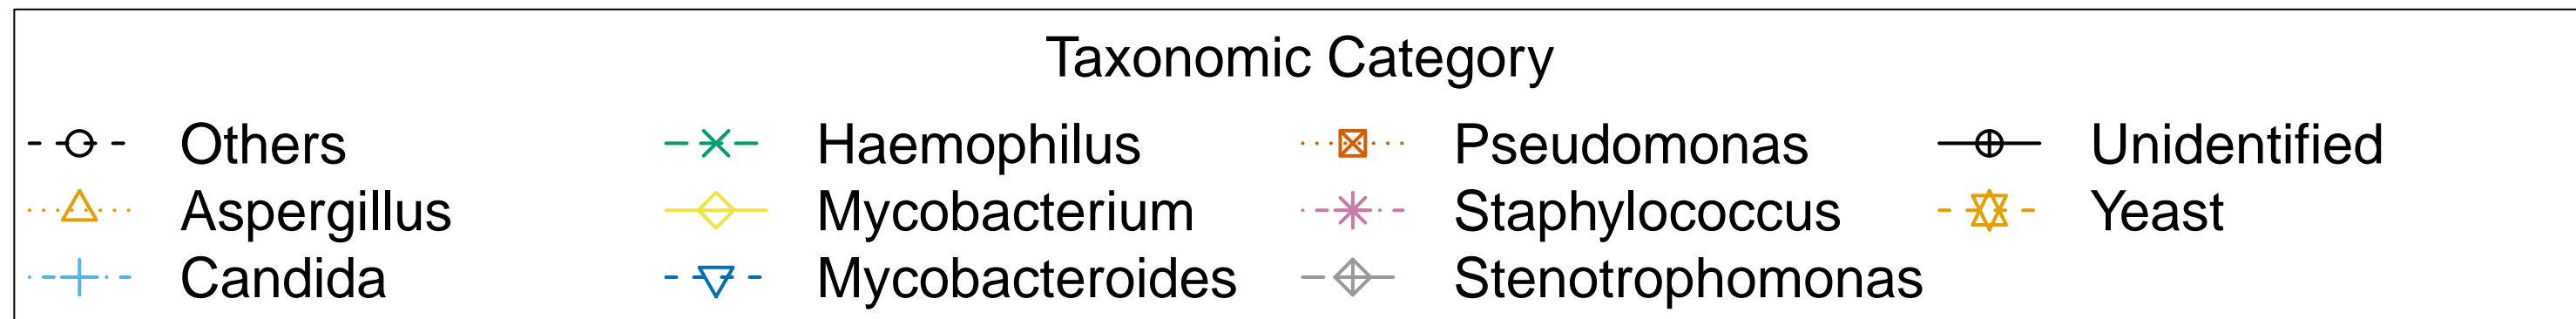 Taxonomic Category
Others
Haemophilus
Pseudomonas
Unidentified
Aspergillus
Mycobacterium
Staphylococcus
Yeast
Candida
Mycobacteroides
Stenotrophomonas